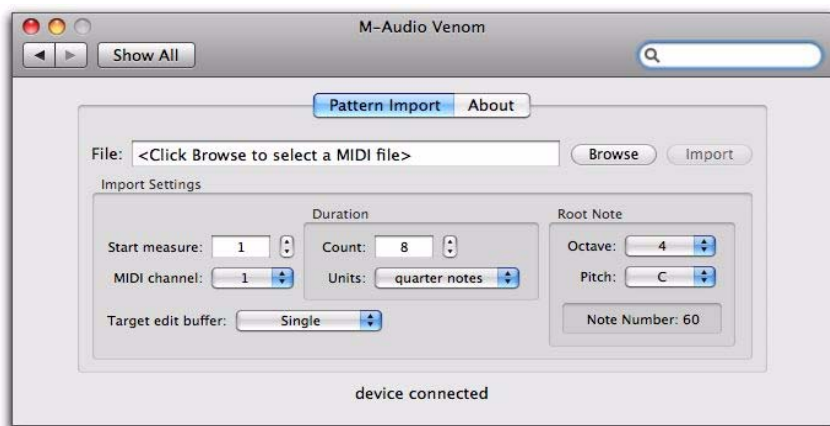 M-Audio Venom
Show All
Pattern Import About
File: <Click Browse to select a MIDI file> Browse Import
Import Settings
Duration Root Note
Start measure: 1 Count: 8 Octave: 4
MIDI channel: 1 Units: quarter notes Pitch: C
Target edit buffer: Single Note Number: 60
device connected